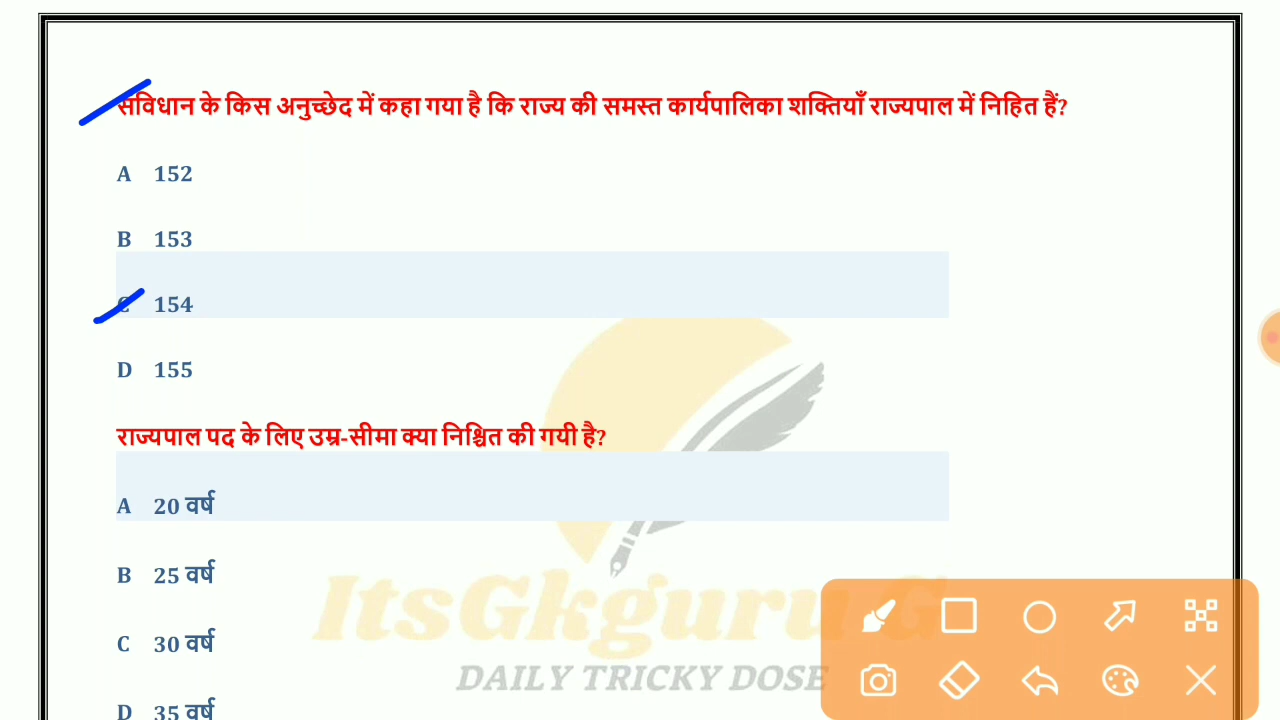 संविधान के किस अनुच्छेद में कहा गया है कि राज्य की समस्त कार्यपालिका शक्तियाँ राज्यपाल में निहित हैं?
A 152
B 153
C 154
D 155
राज्यपाल पद के लिए उम्र-सीमा क्या निश्चित की गयी है?
A 20 वर्ष
B 25 वर्ष
C 30 वर्ष
D 35 वर्ष
ItsGkguru G
DAILY TRICKY DOSE